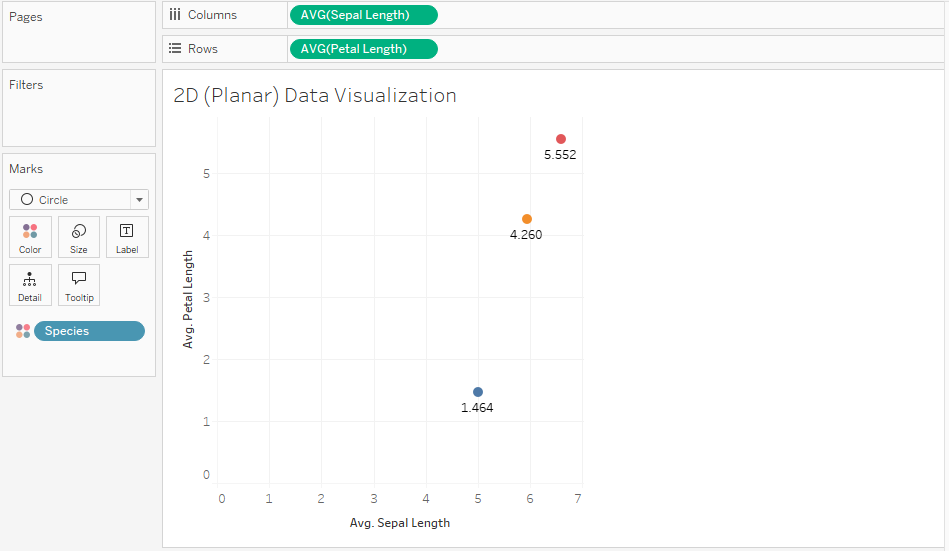 Pages
Columns
AVG(Sepal Length)
Rows
AVG(Petal Length)
Filters
Marks
Circle
Color
Size
Label
Detail
Tooltip
Species
2D (Planar) Data Visualization
5.552
5
4.260
4
3
2
1.464
1
0
Avg. Petal Length
0 1 2 3 4 5 6 7
Avg. Sepal Length